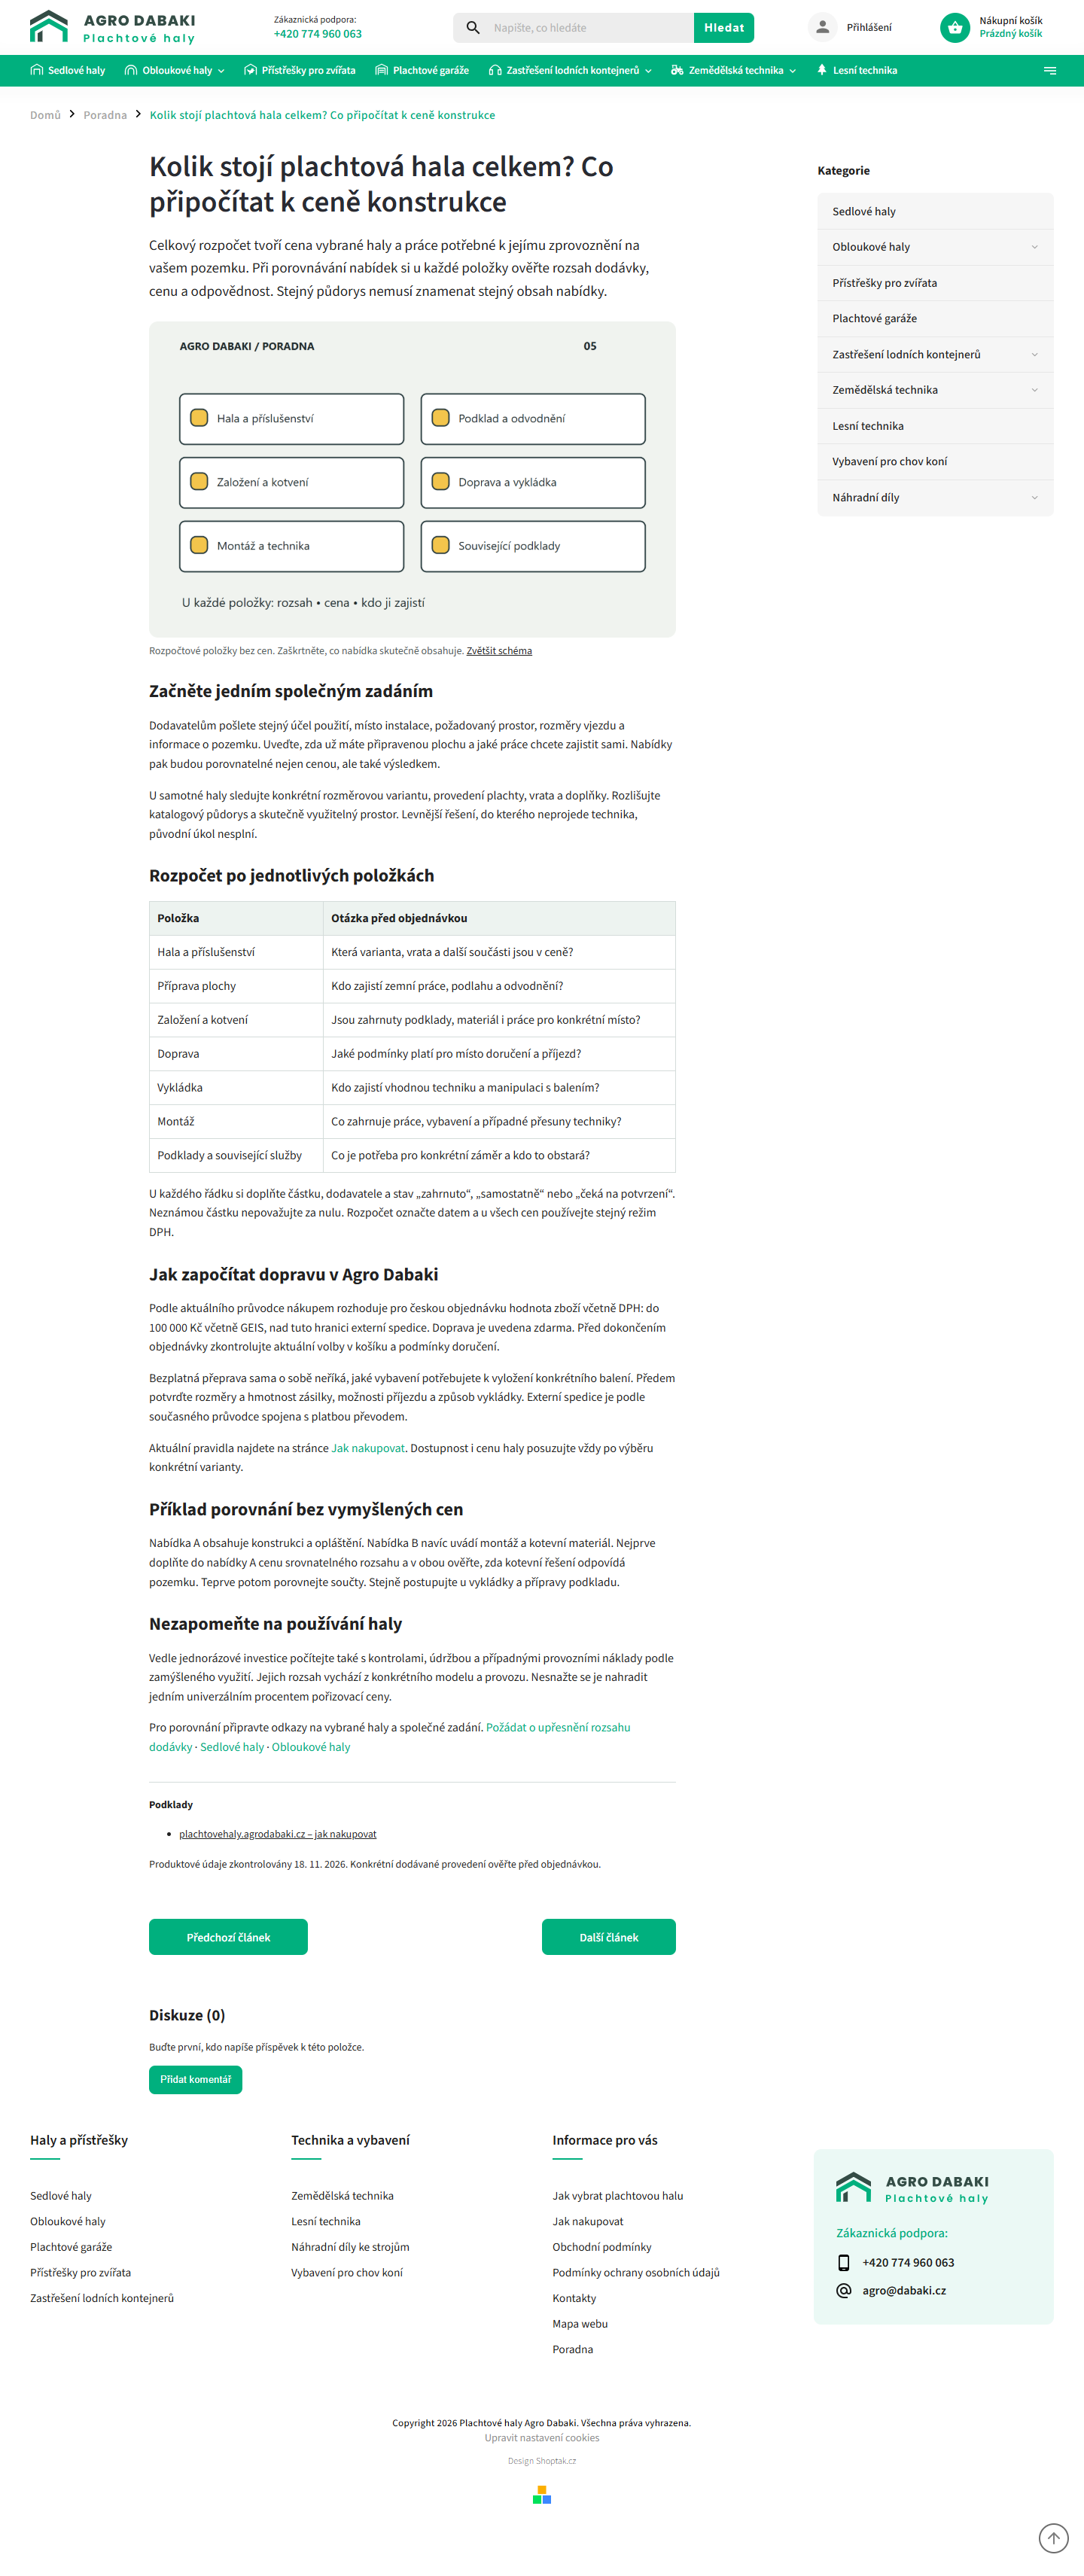 AGRO DABAKI
Plachtové haly
Zákaznická podpora:
+420 774 960 063
Napište, co hledáte
Hledat
Přihlášení
Nákupní košík
Prázdný košík
Sedlové haly
Obloukové haly
Přístřešky pro zvířata
Plachtové garáže
Zastřešení lodních kontejnerů
Zemědělská technika
Lesní technika
Domů
Poradna
Kolik stojí plachtová hala celkem? Co připočítat k ceně konstrukce
Kolik stojí plachtová hala celkem? Co
připočítat k ceně konstrukce
Celkový rozpočet tvoří cena vybrané haly a práce potřebné k jejímu zprovoznění na
vašem pozemku. Při porovnávání nabídek si u každé položky ověřte rozsah dodávky,
cenu a odpovědnost. Stejný půdorys nemusí znamenat stejný obsah nabídky.
AGRO DABAKI / PORADNA
05
Hala a příslušenství
Podklad a odvodnění
Založení a kotvení
Doprava a vykládka
Montáž a technika
Související podklady
U každé položky: rozsah • cena • kdo ji zajistí
Rozpočtové položky bez cen. Zaškrtněte, co nabídka skutečně obsahuje. Zvětšit schéma
Začněte jedním společným zadáním
Dodavatelům pošlete stejný účel použití, místo instalace, požadovaný prostor, rozměry vjezdu a
informace o pozemku. Uveďte, zda už máte připravenou plochu a jaké práce chcete zajistit sami. Nabídky
pak budou porovnatelné nejen cenou, ale také výsledkem.
U samotné haly sledujte konkrétní rozměrovou variantu, provedení plachty, vrata a doplňky. Rozlišujte
katalogový půdorys a skutečně využitelný prostor. Levnější řešení, do kterého neprojede technika,
původní úkol nesplní.
Rozpočet po jednotlivých položkách
Položka
Otázka před objednávkou
Hala a příslušenství
Která varianta, vrata a další součásti jsou v ceně?
Příprava plochy
Kdo zajistí zemní práce, podlahu a odvodnění?
Založení a kotvení
Jsou zahrnuty podklady, materiál i práce pro konkrétní místo?
Doprava
Jaké podmínky platí pro místo doručení a příjezd?
Vykládka
Kdo zajistí vhodnou techniku a manipulaci s balením?
Montáž
Co zahrnuje práce, vybavení a případné přesuny techniky?
Podklady a související služby
Co je potřeba pro konkrétní záměr a kdo to obstará?
U každého řádku si doplňte částku, dodavatele a stav „zahrnuto“, „samostatně“ nebo „čeká na potvrzení“.
Neznámou částku nepovažujte za nulu. Rozpočet označte datem a u všech cen používejte stejný režim
DPH.
Jak započítat dopravu v Agro Dabaki
Podle aktuálního průvodce nákupem rozhoduje pro českou objednávku hodnota zboží včetně DPH: do
100 000 Kč včetně GEIS, nad tuto hranici externí spedice. Doprava je uvedena zdarma. Před dokončením
objednávky zkontrolujte aktuální volby v košíku a podmínky doručení.
Bezplatná přeprava sama o sobě neříká, jaké vybavení potřebujete k vyložení konkrétního balení. Předem
potvrďte rozměry a hmotnost zásilky, možnosti příjezdu a způsob vykládky. Externí spedice je podle
současného průvodce spojena s platbou převodem.
Aktuální pravidla najdete na stránce Jak nakupovat. Dostupnost i cenu haly posuzujte vždy po výběru
konkrétní varianty.
Příklad porovnání bez vymyšlených cen
Nabídka A obsahuje konstrukci a opláštění. Nabídka B navíc uvádí montáž a kotevní materiál. Nejprve
doplňte do nabídky A cenu srovnatelného rozsahu a v obou ověřte, zda kotevní řešení odpovídá
pozemku. Teprve potom porovnejte součty. Stejně postupujte u vykládky a přípravy podkladu.
Nezapomeňte na používání haly
Vedle jednorázové investice počítejte také s kontrolami, údržbou a případnými provozními náklady podle
zamýšleného využití. Jejich rozsah vychází z konkrétního modelu a provozu. Nesnažte se je nahradit
jedním univerzálním procentem pořizovací ceny.
Pro porovnání připravte odkazy na vybrané haly a společné zadání. Požádat o upřesnění rozsahu
dodávky · Sedlové haly · Obloukové haly
Podklady
plachtovehaly.agrodabaki.cz – jak nakupovat
Produktové údaje zkontrolovány 18. 11. 2026. Konkrétní dodávané provedení ověřte před objednávkou.
Předchozí článek
Další článek
Diskuze (0)
Buďte první, kdo napíše příspěvek k této položce.
Přidat komentář
Kategorie
Sedlové haly
Obloukové haly
Přístřešky pro zvířata
Plachtové garáže
Zastřešení lodních kontejnerů
Zemědělská technika
Lesní technika
Vybavení pro chov koní
Náhradní díly
Haly a přístřešky
Sedlové haly
Obloukové haly
Plachtové garáže
Přístřešky pro zvířata
Zastřešení lodních kontejnerů
Technika a vybavení
Zemědělská technika
Lesní technika
Náhradní díly ke strojům
Vybavení pro chov koní
Informace pro vás
Jak vybrat plachtovou halu
Jak nakupovat
Obchodní podmínky
Podmínky ochrany osobních údajů
Kontakty
Mapa webu
Poradna
AGRO DABAKI
Plachtové haly
Zákaznická podpora:
+420 774 960 063
agro@dabaki.cz
Copyright 2026 Plachtové haly Agro Dabaki. Všechna práva vyhrazena.
Upravit nastavení cookies
Design Shoptak.cz